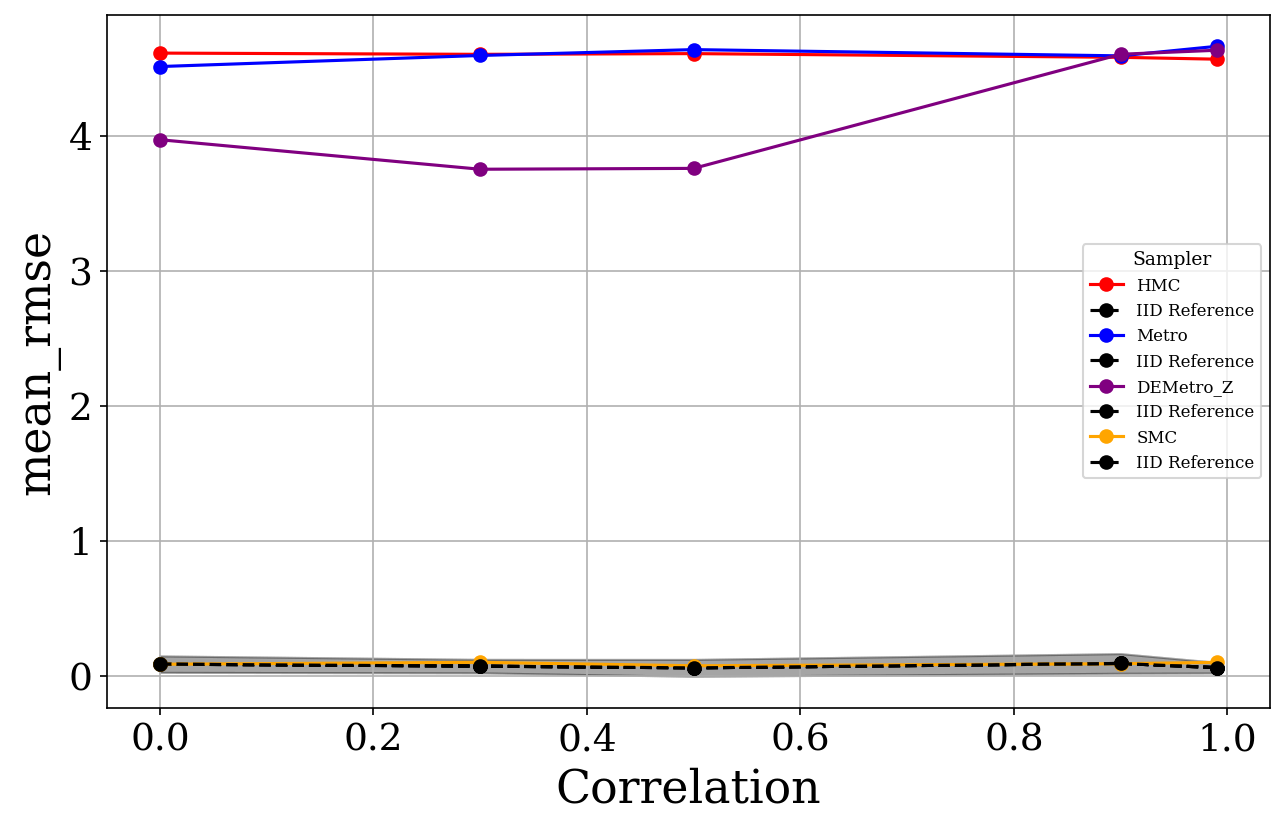 mean_rmse
4
3
2
1
0
Sampler
HMC
IID Reference
Metro
IID Reference
DEMetro_Z
IID Reference
SMC
IID Reference
0.0 0.2 0.4 0.6 0.8 1.0
Correlation